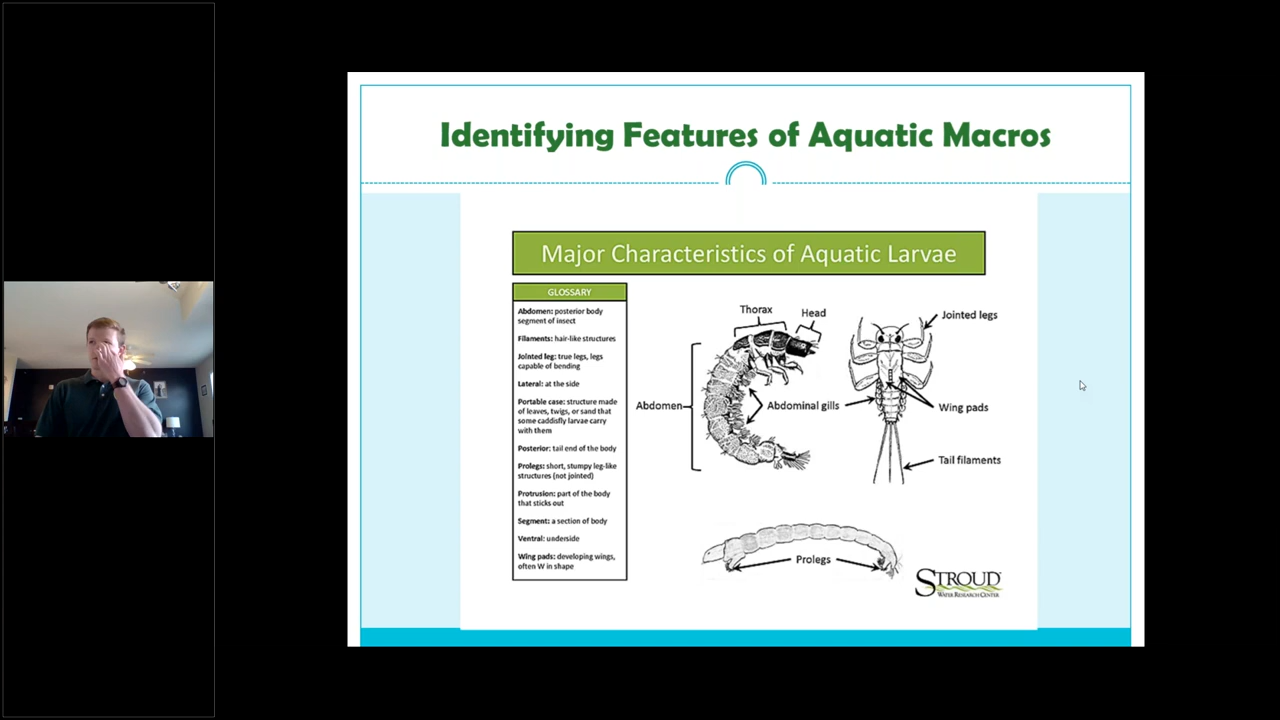 Identifying Features of Aquatic Macros
Major Characteristics of Aquatic Larvae
GLOSSARY
Abdomen: posterior body
segment of insect
Filaments: hair-like structures
Jointed leg: true legs, legs
capable of bending
Lateral: at the side
Portable case: structure made
of leaves, twigs, or sand that
some caddisfly larvae carry
with them
Posterior: tail end of the body
Prolegs: short, stumpy leg-like
structures (not jointed)
Protrusion: part of the body
that sticks out
Segment: a section of body
Ventral: underside
Wing pads: developing wings,
often W in shape
Thorax
Head
Jointed legs
Abdomen
Abdominal gills
Wing pads
Tail filaments
Prolegs
STROUD
WATER RESEARCH CENTER